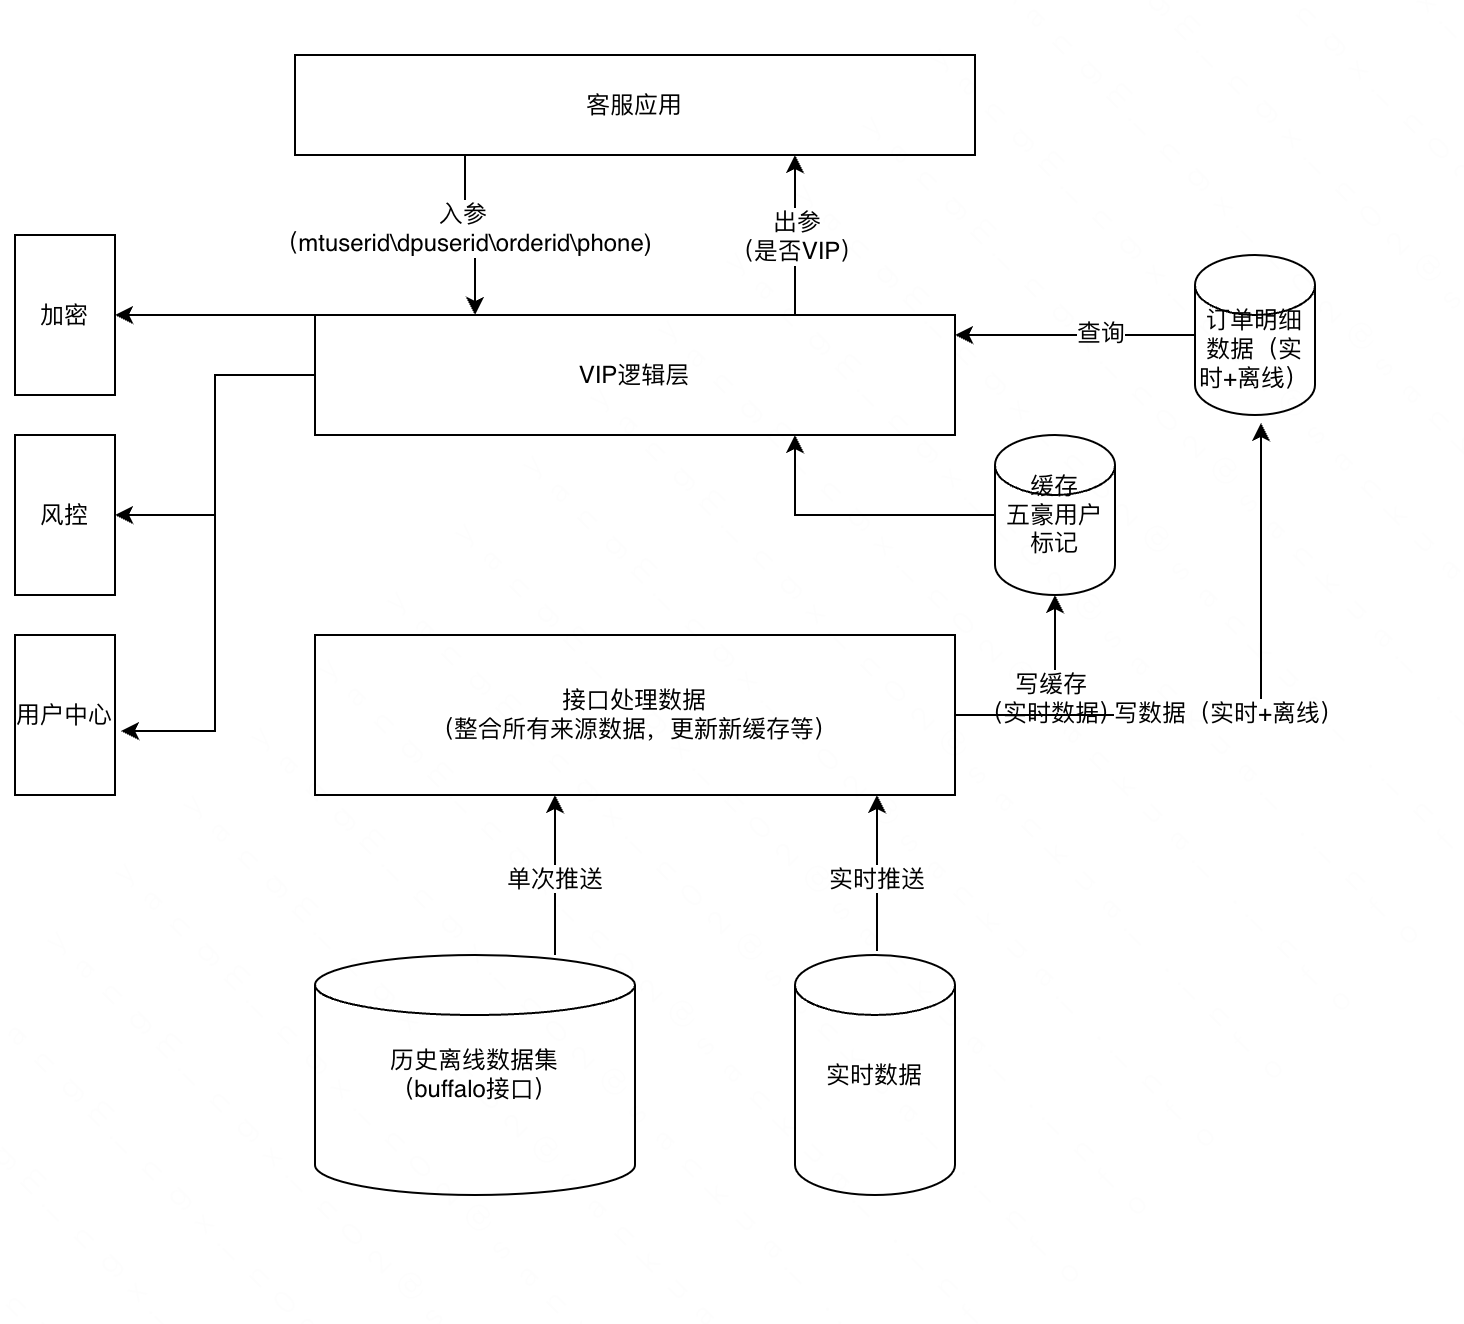 客服应用
入参
（mtuserid\dpuserid\orderid\phone)
出参
（是否VIP）
加密
VIP逻辑层
查询
订单明细
数据（实
时+离线）
风控
缓存
五豪用户
标记
用户中心
接口处理数据
（整合所有来源数据，更新新缓存等）
写缓存
（实时数据）
写数据（实时+离线）
单次推送
实时推送
历史离线数据集
（buffalo接口）
实时数据